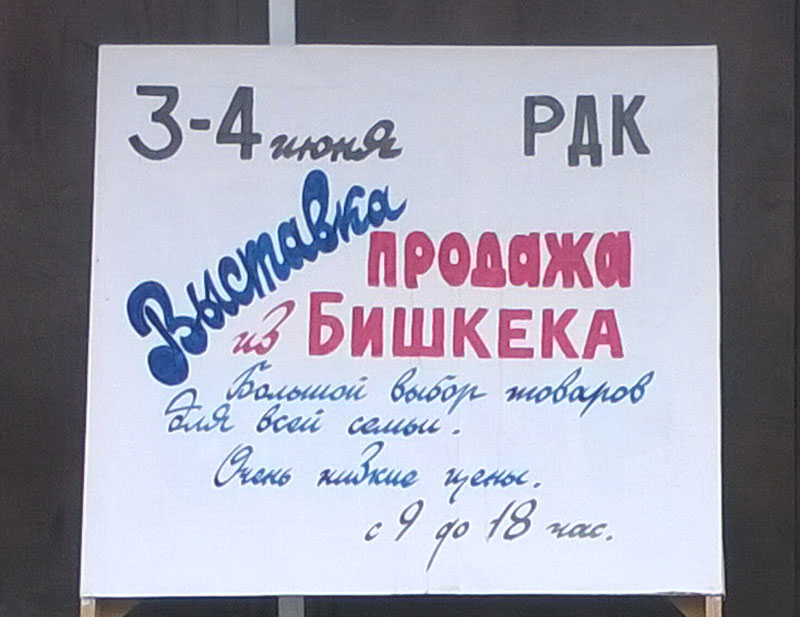 3-4 июня РДК
Выставка
продажа
из БИШКЕКА
Большой выбор товаров
для всей семьи.
Очень низкие цены.
с 9 до 18 час.